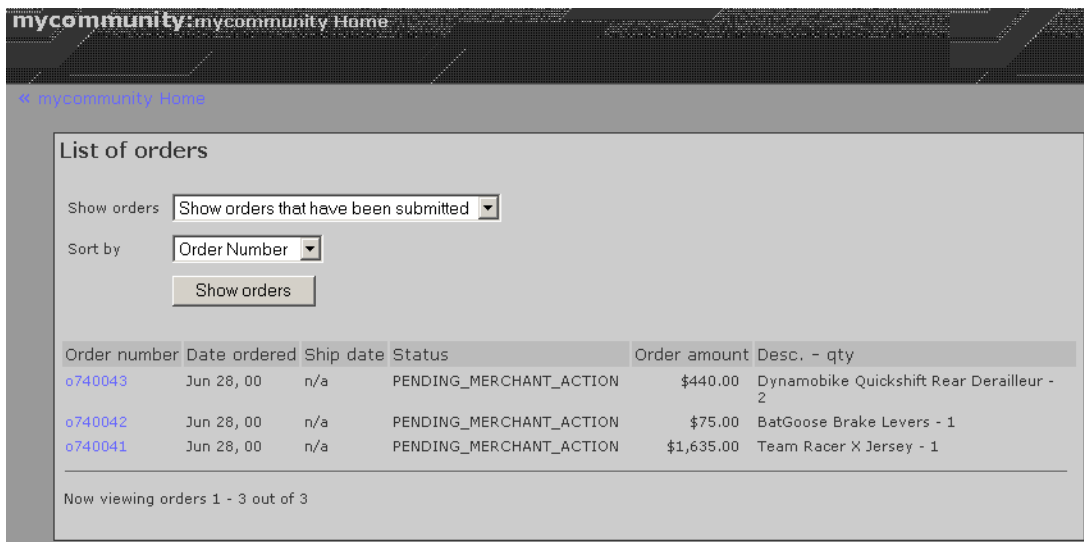 mycommunity:mycommunity Home
« mycommunity Home
List of orders
Show orders Show orders that have been submitted
Sort by Order Number
Show orders
Order number Date ordered Ship date Status Order amount Desc. - qty
o740043 Jun 28, 00 n/a PENDING_MERCHANT_ACTION $440.00 Dynamobike Quickshift Rear Derailleur -
2
o740042 Jun 28, 00 n/a PENDING_MERCHANT_ACTION $75.00 BatGoose Brake Levers - 1
o740041 Jun 28, 00 n/a PENDING_MERCHANT_ACTION $1,635.00 Team Racer X Jersey - 1
Now viewing orders 1 - 3 out of 3